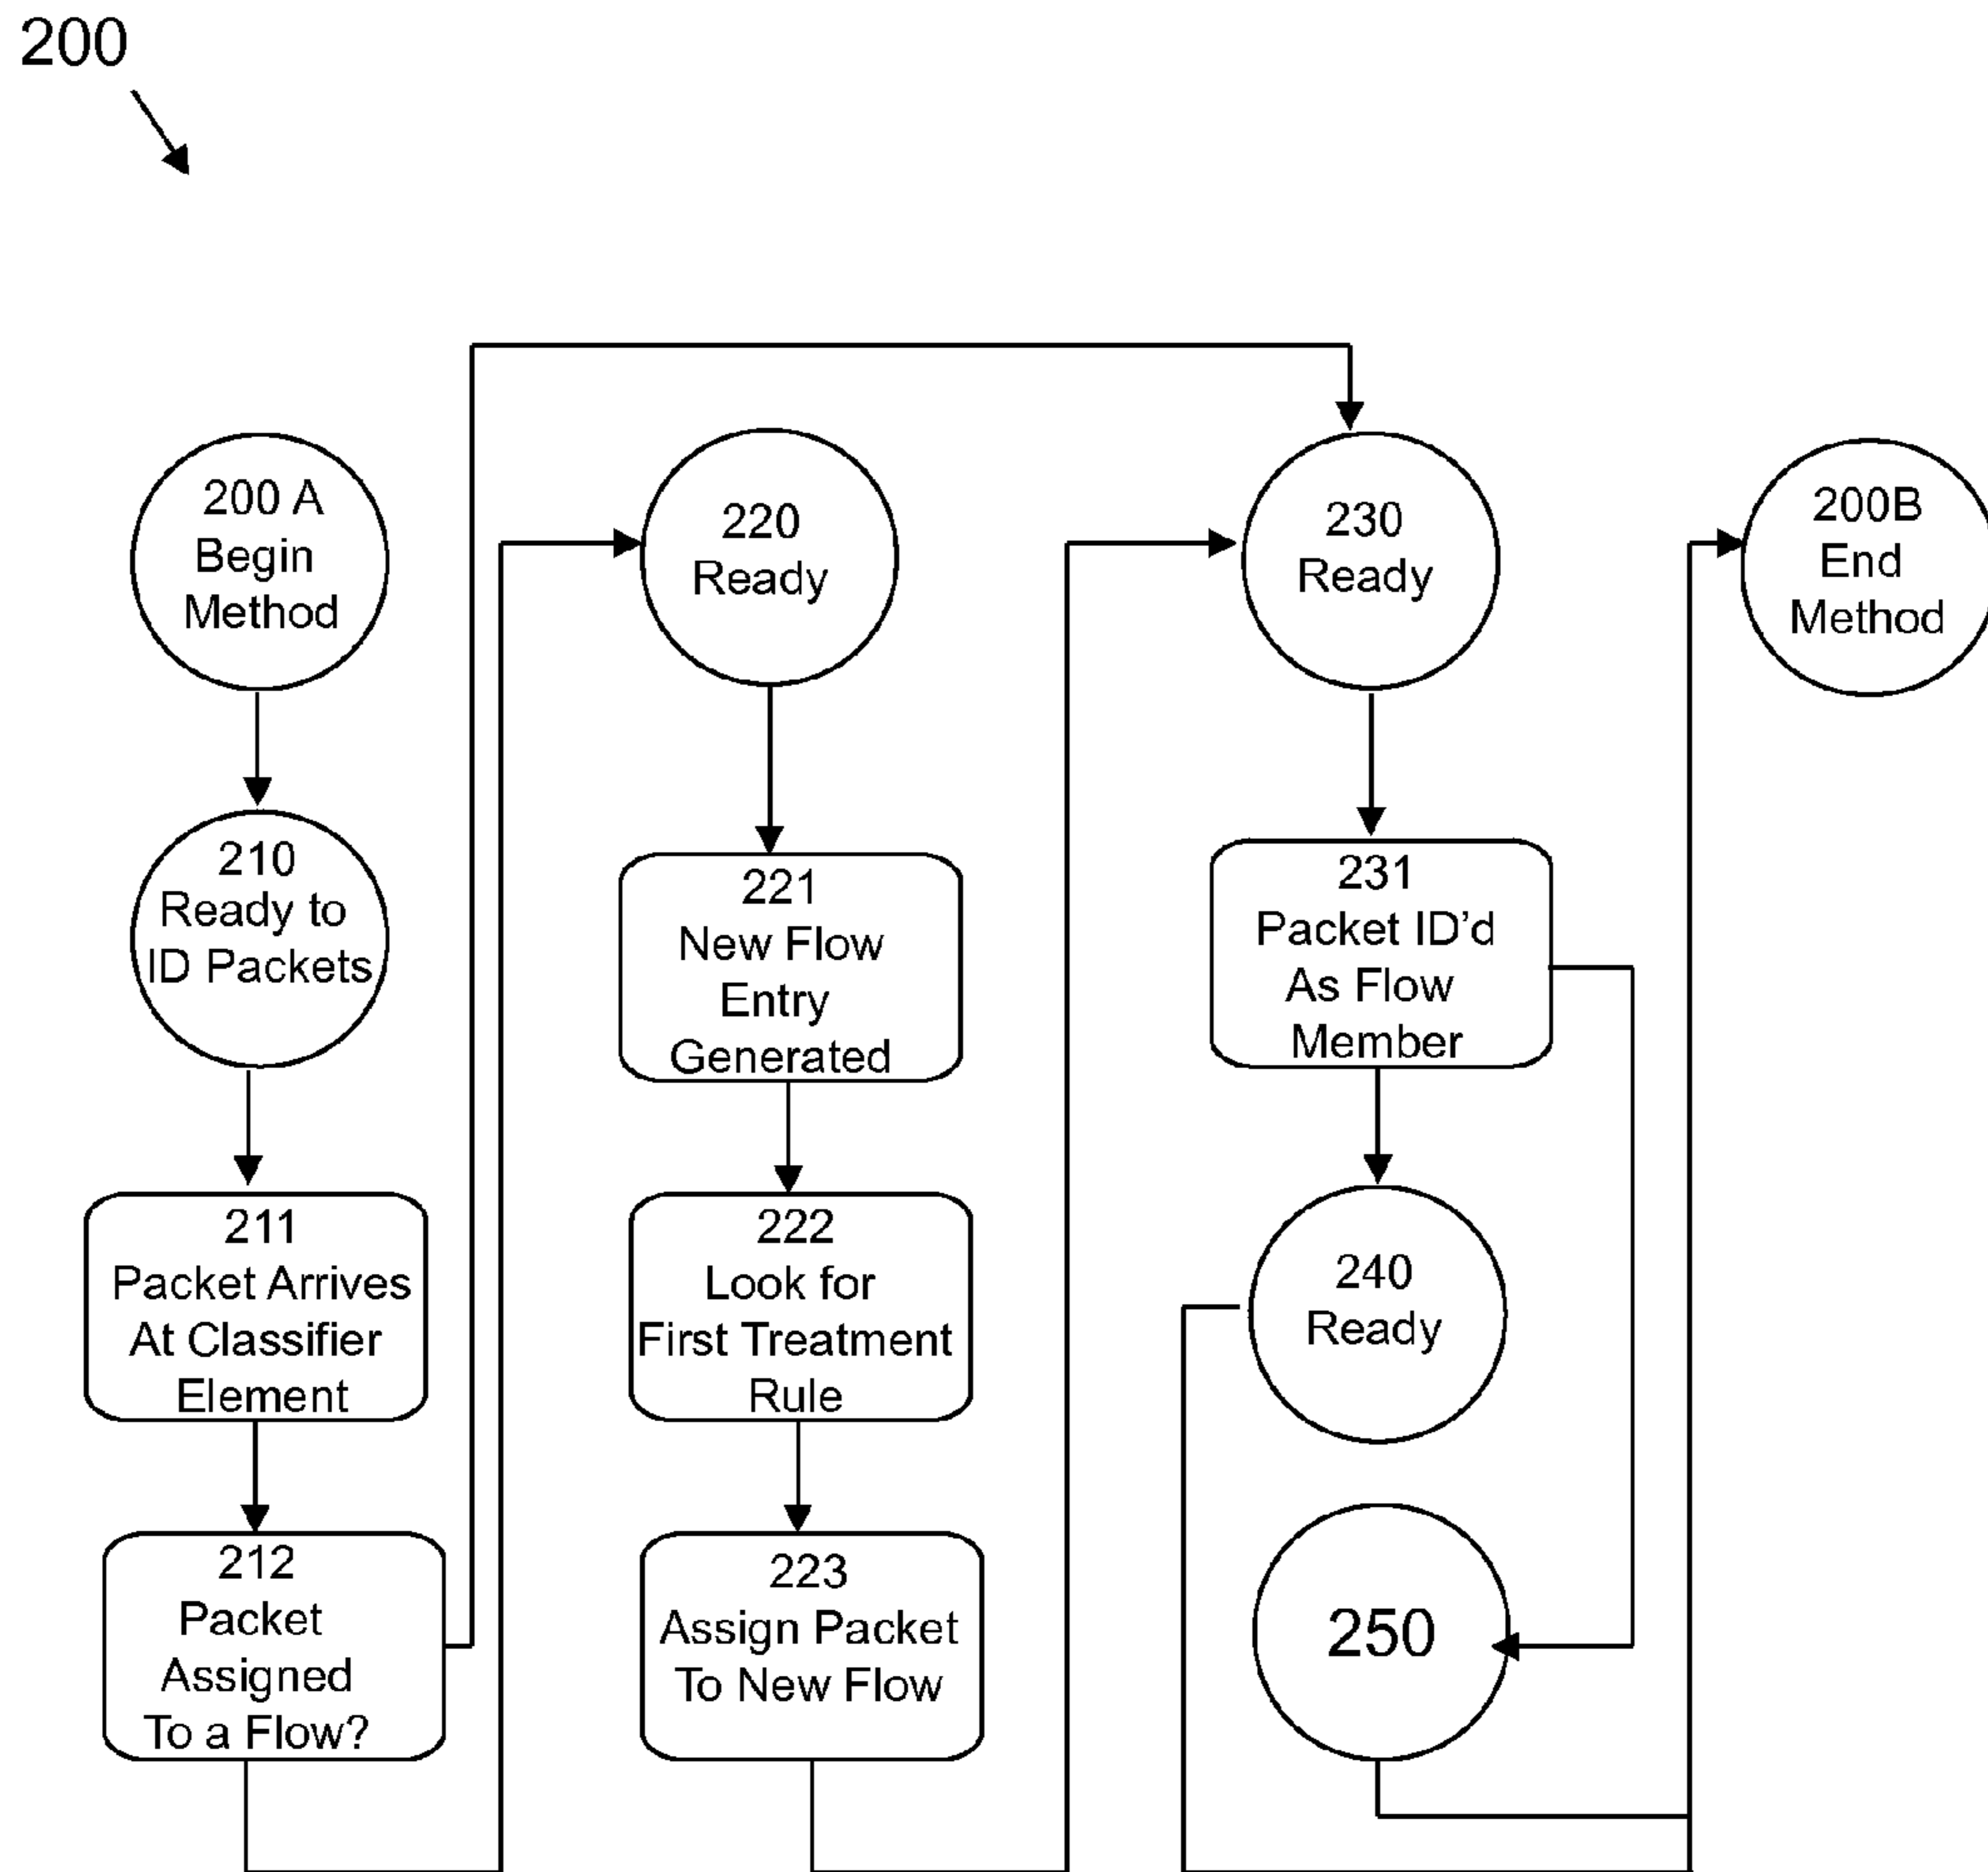 200
200 A
Begin
Method
210
Ready to
ID Packets
211
Packet Arrives
At Classifier
Element
212
Packet
Assigned
To a Flow?
220
Ready
221
New Flow
Entry
Generated
222
Look for
First Treatment
Rule
223
Assign Packet
To New Flow
230
Ready
231
Packet ID’d
As Flow
Member
240
Ready
250
200B
End
Method